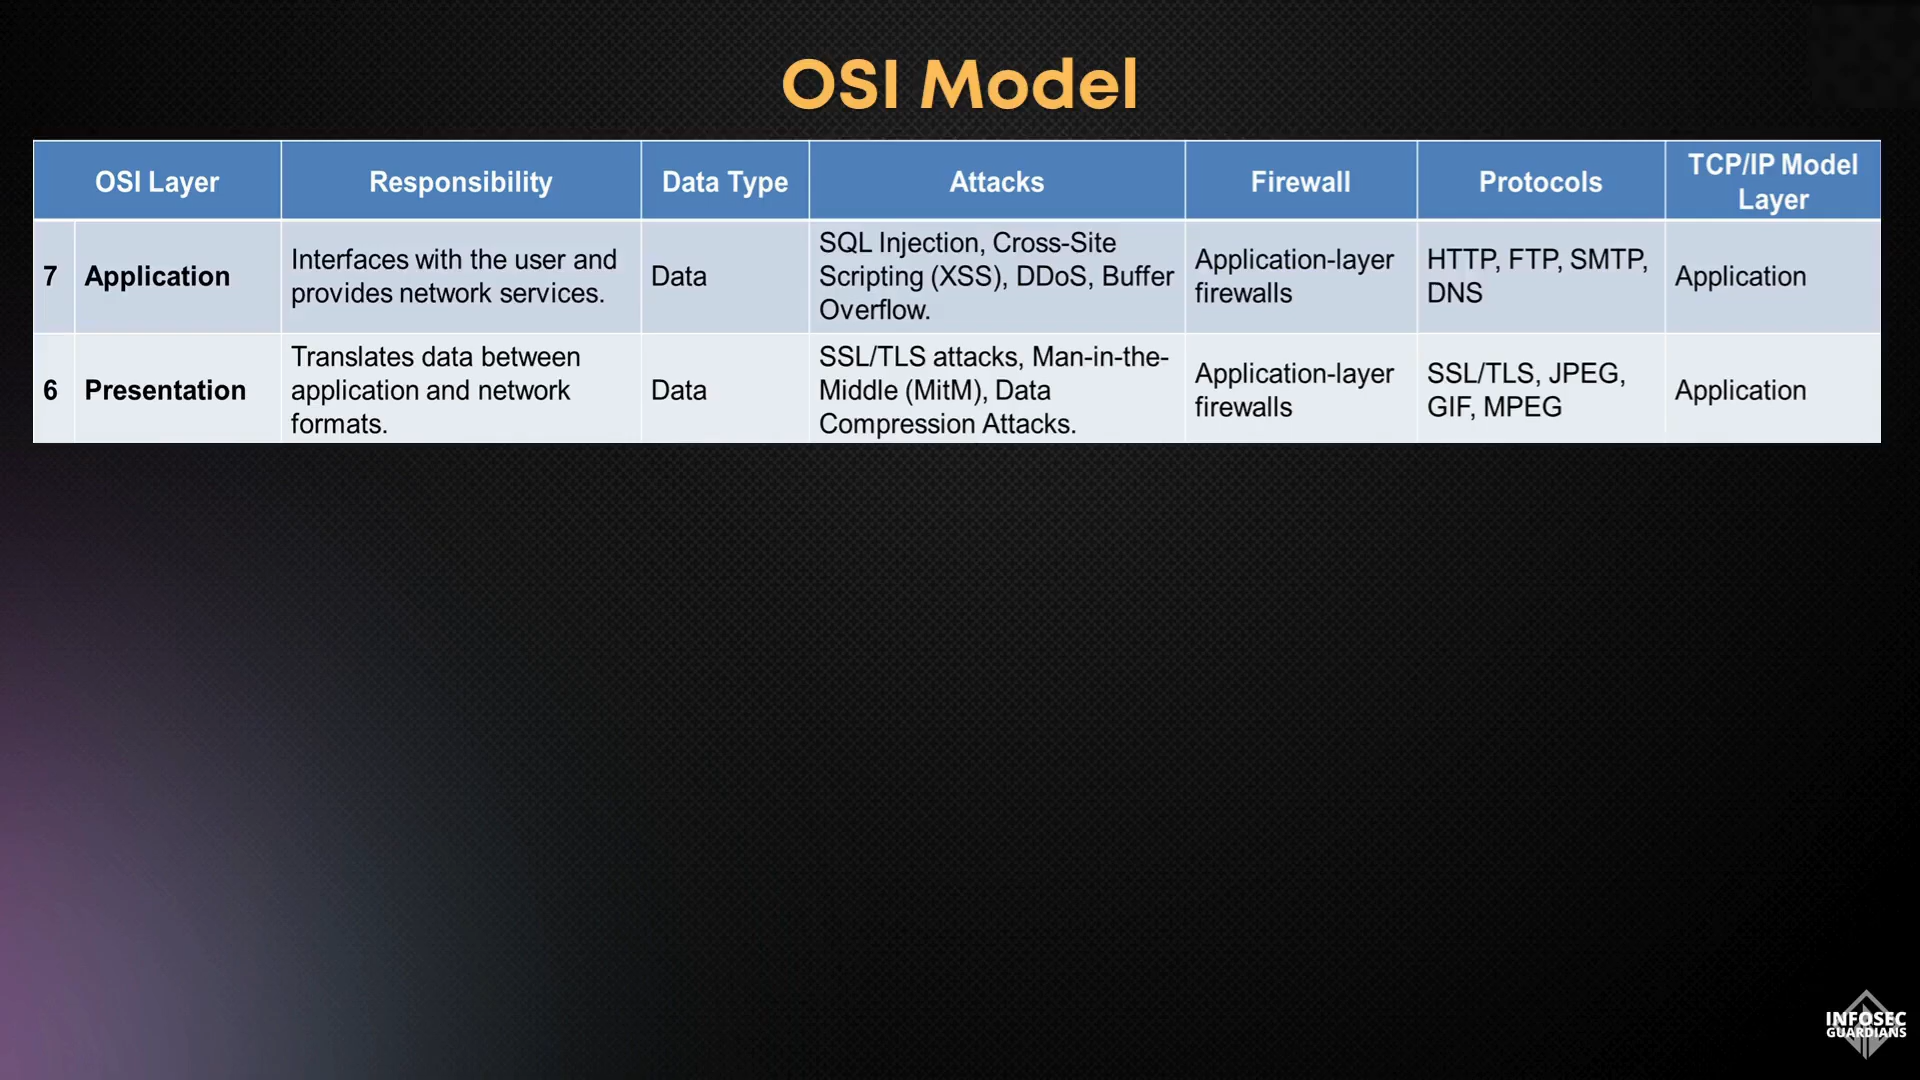 OSI Model
OSI Layer
Responsibility
Data Type
Attacks
Firewall
Protocols
TCP/IP Model
Layer
7
Application
Interfaces with the user and
provides network services.
Data
SQL Injection, Cross-Site
Scripting (XSS), DDoS, Buffer
Overflow.
Application-layer
firewalls
HTTP, FTP, SMTP,
DNS
Application
6
Presentation
Translates data between
application and network
formats.
Data
SSL/TLS attacks, Man-in-the-
Middle (MitM), Data
Compression Attacks.
Application-layer
firewalls
SSL/TLS, JPEG,
GIF, MPEG
Application
INFOSEC
GUARDIANS